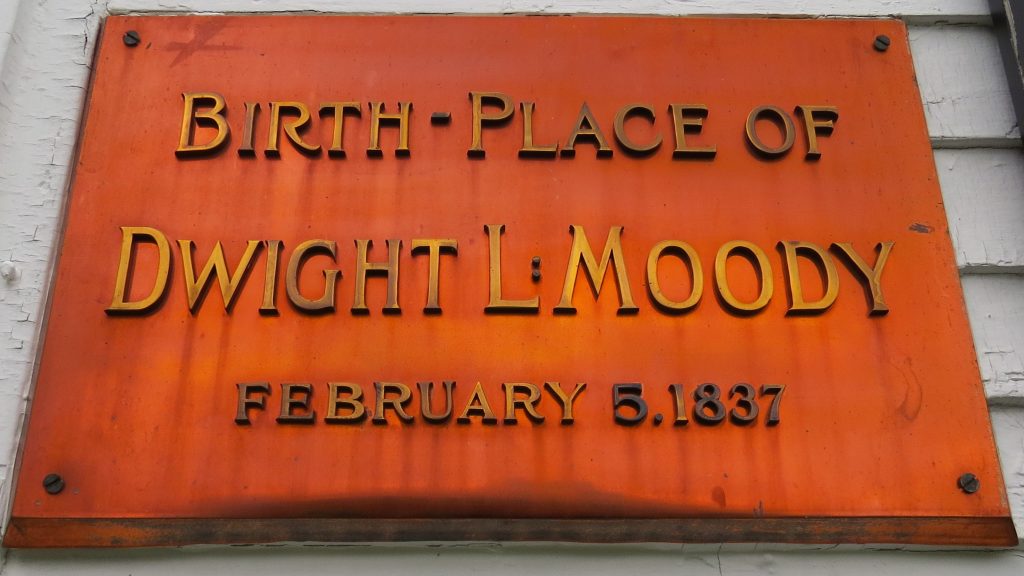 BIRTH-PLACE OF
DWIGHT L: MOODY
FEBRUARY 5.1837